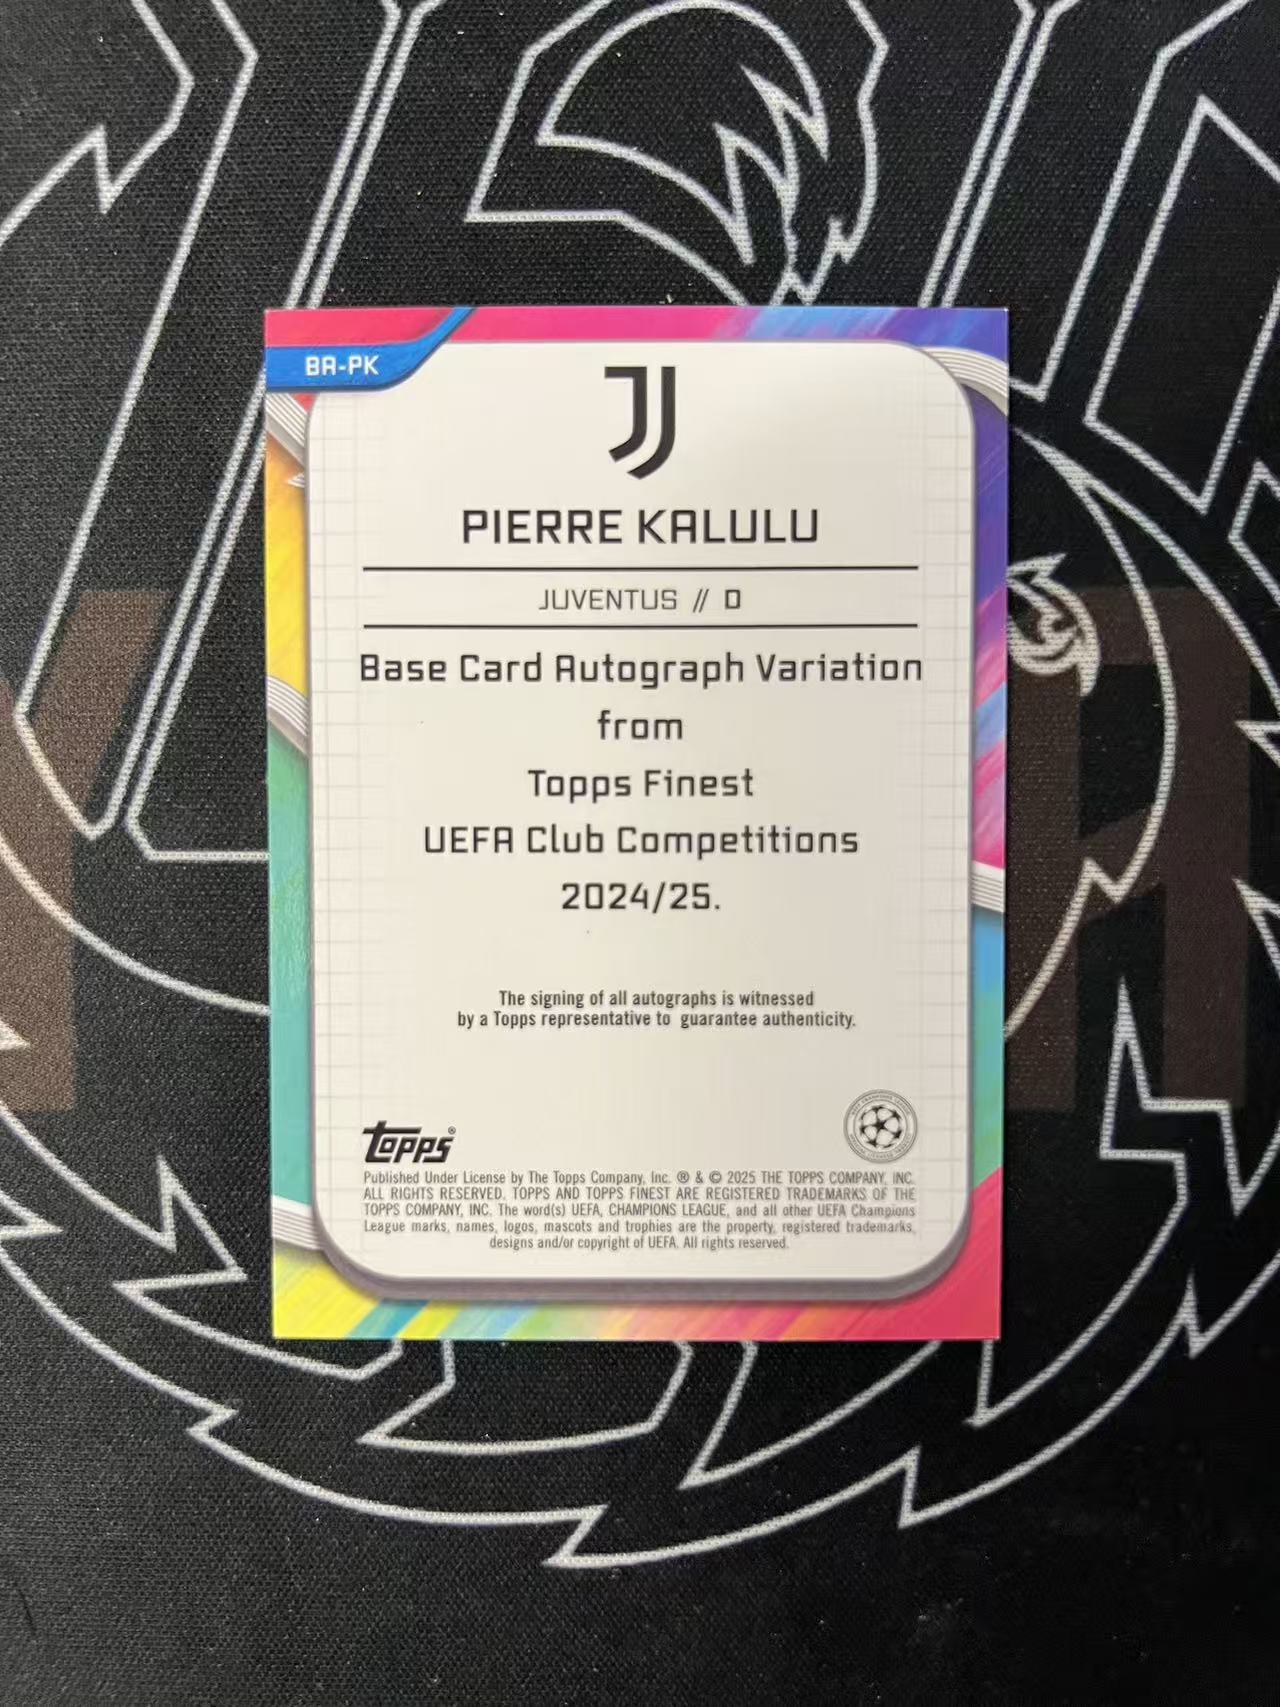 BA-PK
PIERRE KALULU
JUVENTUS // D
Base Card Autograph Variation
from
Topps Finest
UEFA Club Competitions
2024/25.
The signing of all autographs is witnessed
by a Topps representative to guarantee authenticity.
topps®
Published Under License by The Topps Company, Inc. ® & © 2025 THE TOPPS COMPANY, INC.
ALL RIGHTS RESERVED. TOPPS AND TOPPS FINEST ARE REGISTERED TRADEMARKS OF THE
TOPPS COMPANY, INC. The word(s) UEFA, CHAMPIONS LEAGUE, and all other UEFA Champions
League marks, names, logos, mascots and trophies are the property, registered trademarks,
designs and/or copyright of UEFA. All rights reserved.